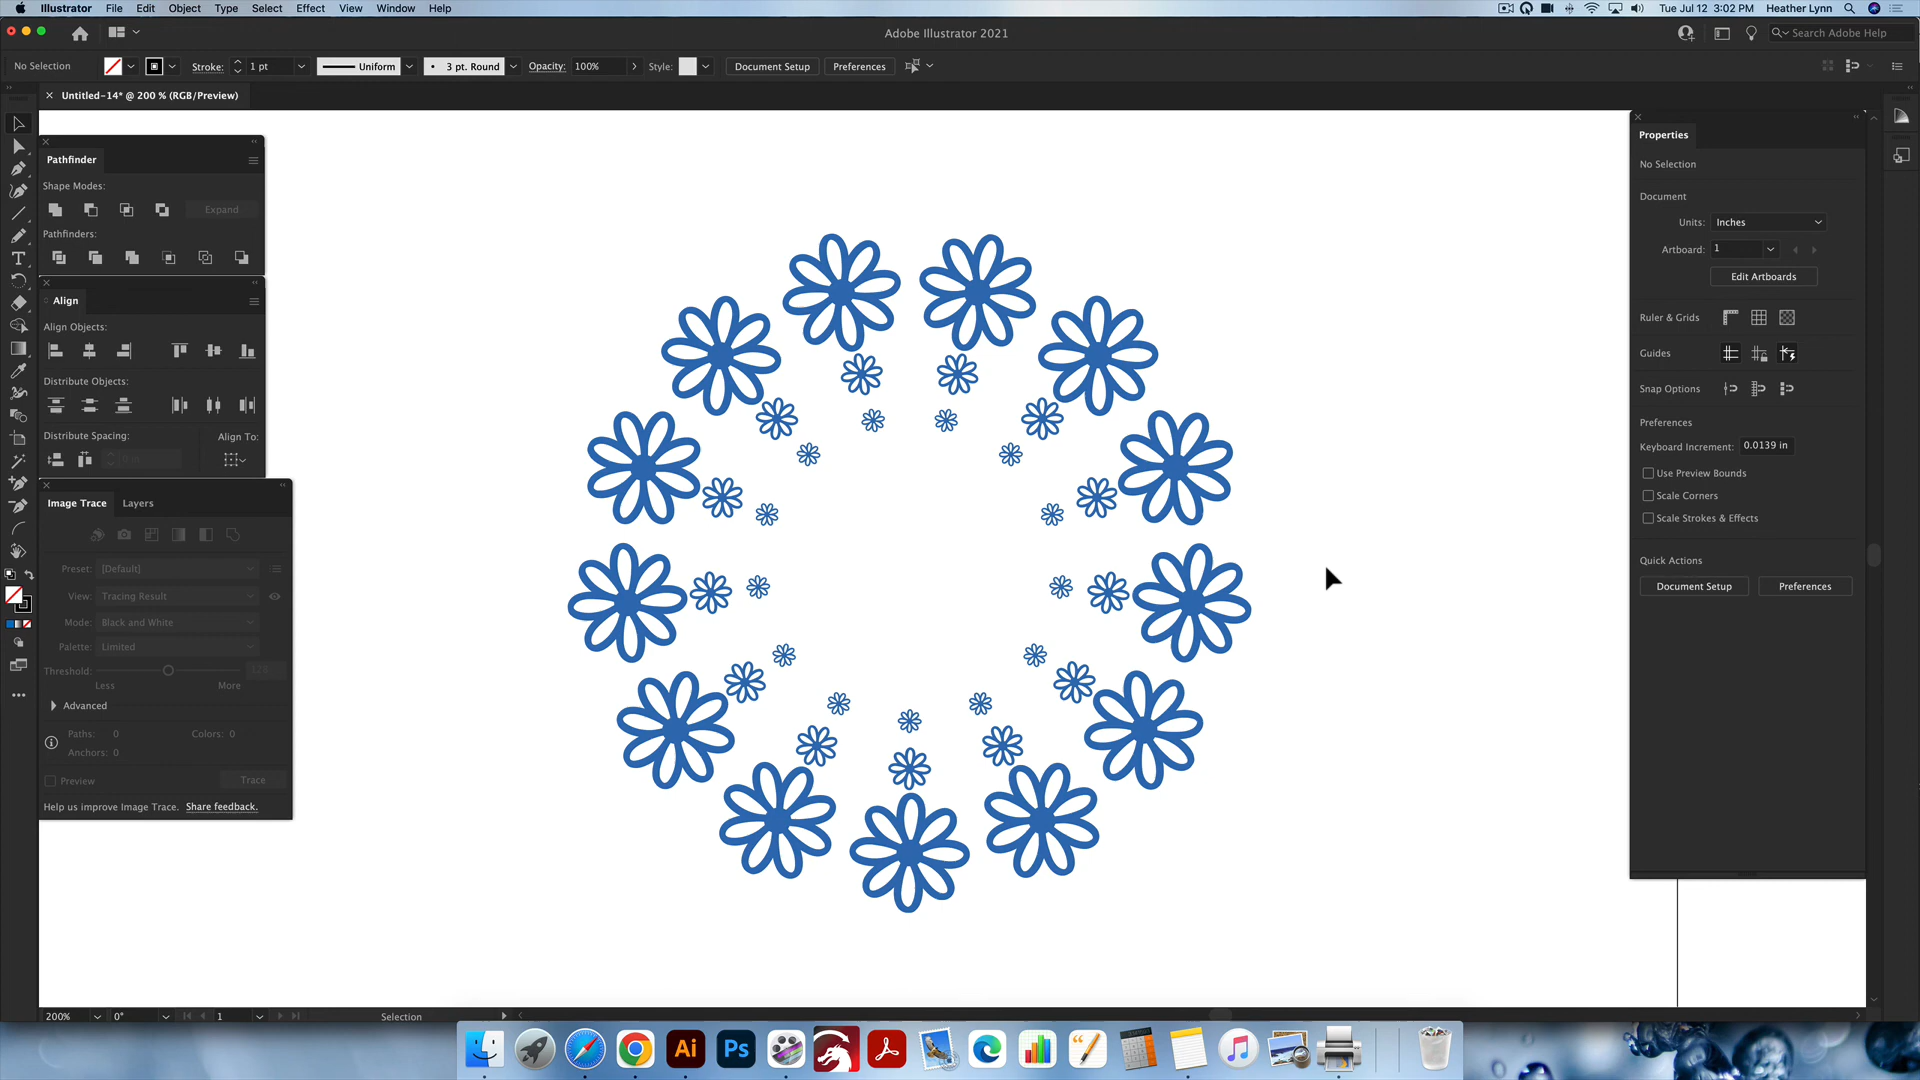 Illustrator File Edit Object Type Select Effect View Window Help
Tue Jul 12 3:02 PM Heather Lynn
Adobe Illustrator 2021
Search Adobe Help
No Selection
Stroke: 1 pt
Uniform
3 pt. Round
Opacity: 100%
Style:
Document Setup
Preferences
Untitled-14* @ 200 % (RGB/Preview)
Pathfinder
Shape Modes:
Expand
Pathfinders:
Align
Align Objects:
Distribute Objects:
Distribute Spacing:
Align To:
0 in
Image Trace Layers
Preset: [Default]
View: Tracing Result
Mode: Black and White
Palette: Limited
Threshold:
Less More
Advanced
Paths: 0 Colors: 0
Anchors: 0
Preview
Trace
Help us improve Image Trace. Share feedback.
Properties
No Selection
Document
Units: Inches
Artboard: 1
Edit Artboards
Ruler & Grids
Guides
Snap Options
Preferences
Keyboard Increment: 0.0139 in
Use Preview Bounds
Scale Corners
Scale Strokes & Effects
Quick Actions
Document Setup
Preferences
200% 0° 1 Selection
Ai
Ps